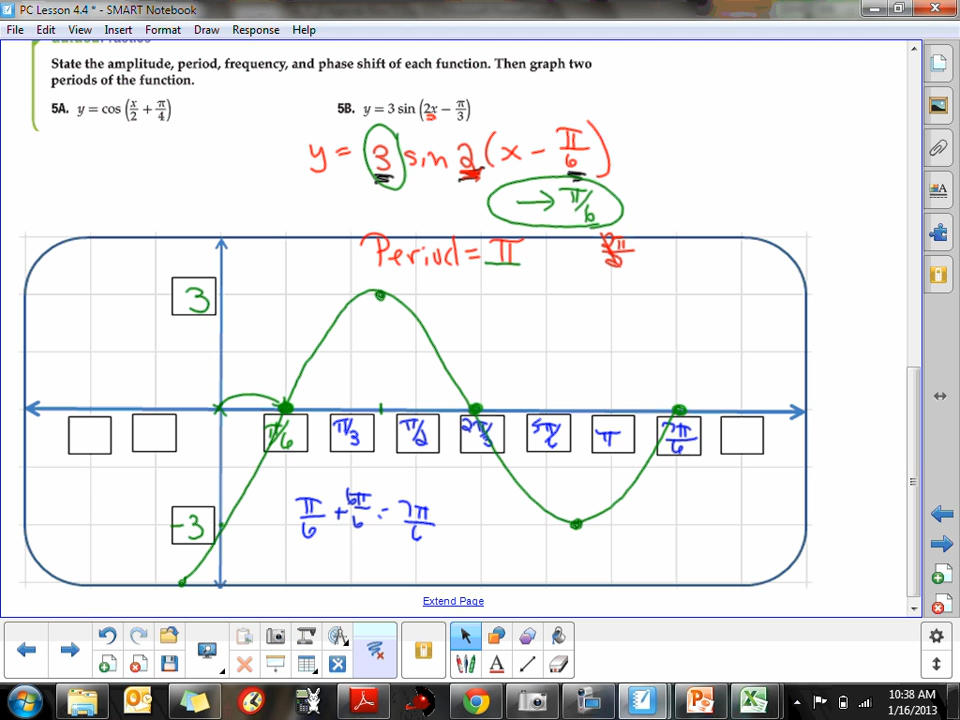 PC Lesson 4.4 * - SMART Notebook
File Edit View Insert Format Draw Response Help
State the amplitude, period, frequency, and phase shift of each function. Then graph two
periods of the function.
5A. y = cos (x/2 + π/4)
5B. y = 3 sin (2x − π/3)
y = 3 sin 2 (x − π/6)
→ π/6
Period = π
3
π/6 π/3 π/2 2π/3 5π/6 π 7π/6
-3
π/6 + 6π/6 = 7π/6
Extend Page
10:38 AM
1/16/2013